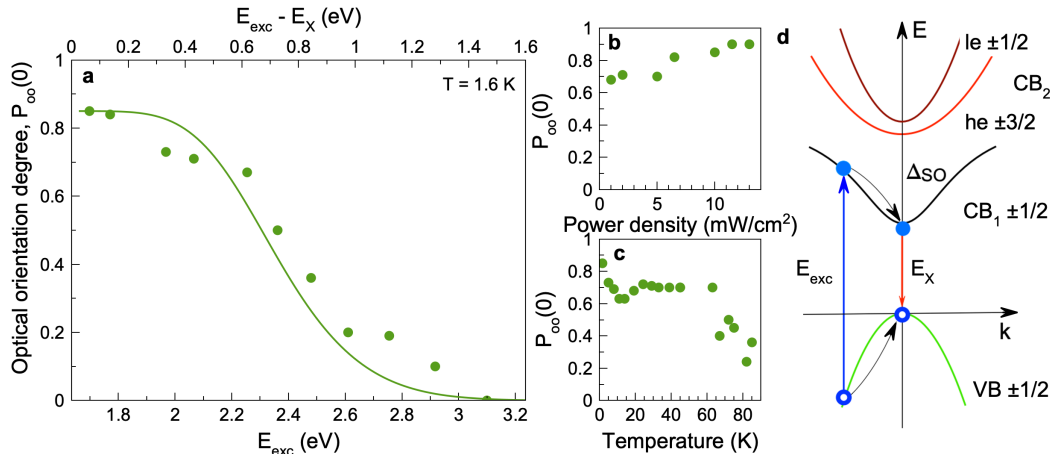 E_exc - E_X (eV)
0 0.2 0.4 0.6 0.8 1 1.2 1.4 1.6
a
T = 1.6 K
Optical orientation degree, P_oo(0)
1
0.8
0.6
0.4
0.2
0
1.8 2 2.2 2.4 2.6 2.8 3 3.2
E_exc (eV)
b
P_oo(0)
1
0.8
0.6
0.4
0.2
0
0 5 10
Power density (mW/cm²)
c
P_oo(0)
1
0.8
0.6
0.4
0.2
0
0 20 40 60 80
Temperature (K)
d
E
le ±1/2
CB₂
he ±3/2
Δ_SO
CB₁ ±1/2
E_exc
E_X
k
VB ±1/2